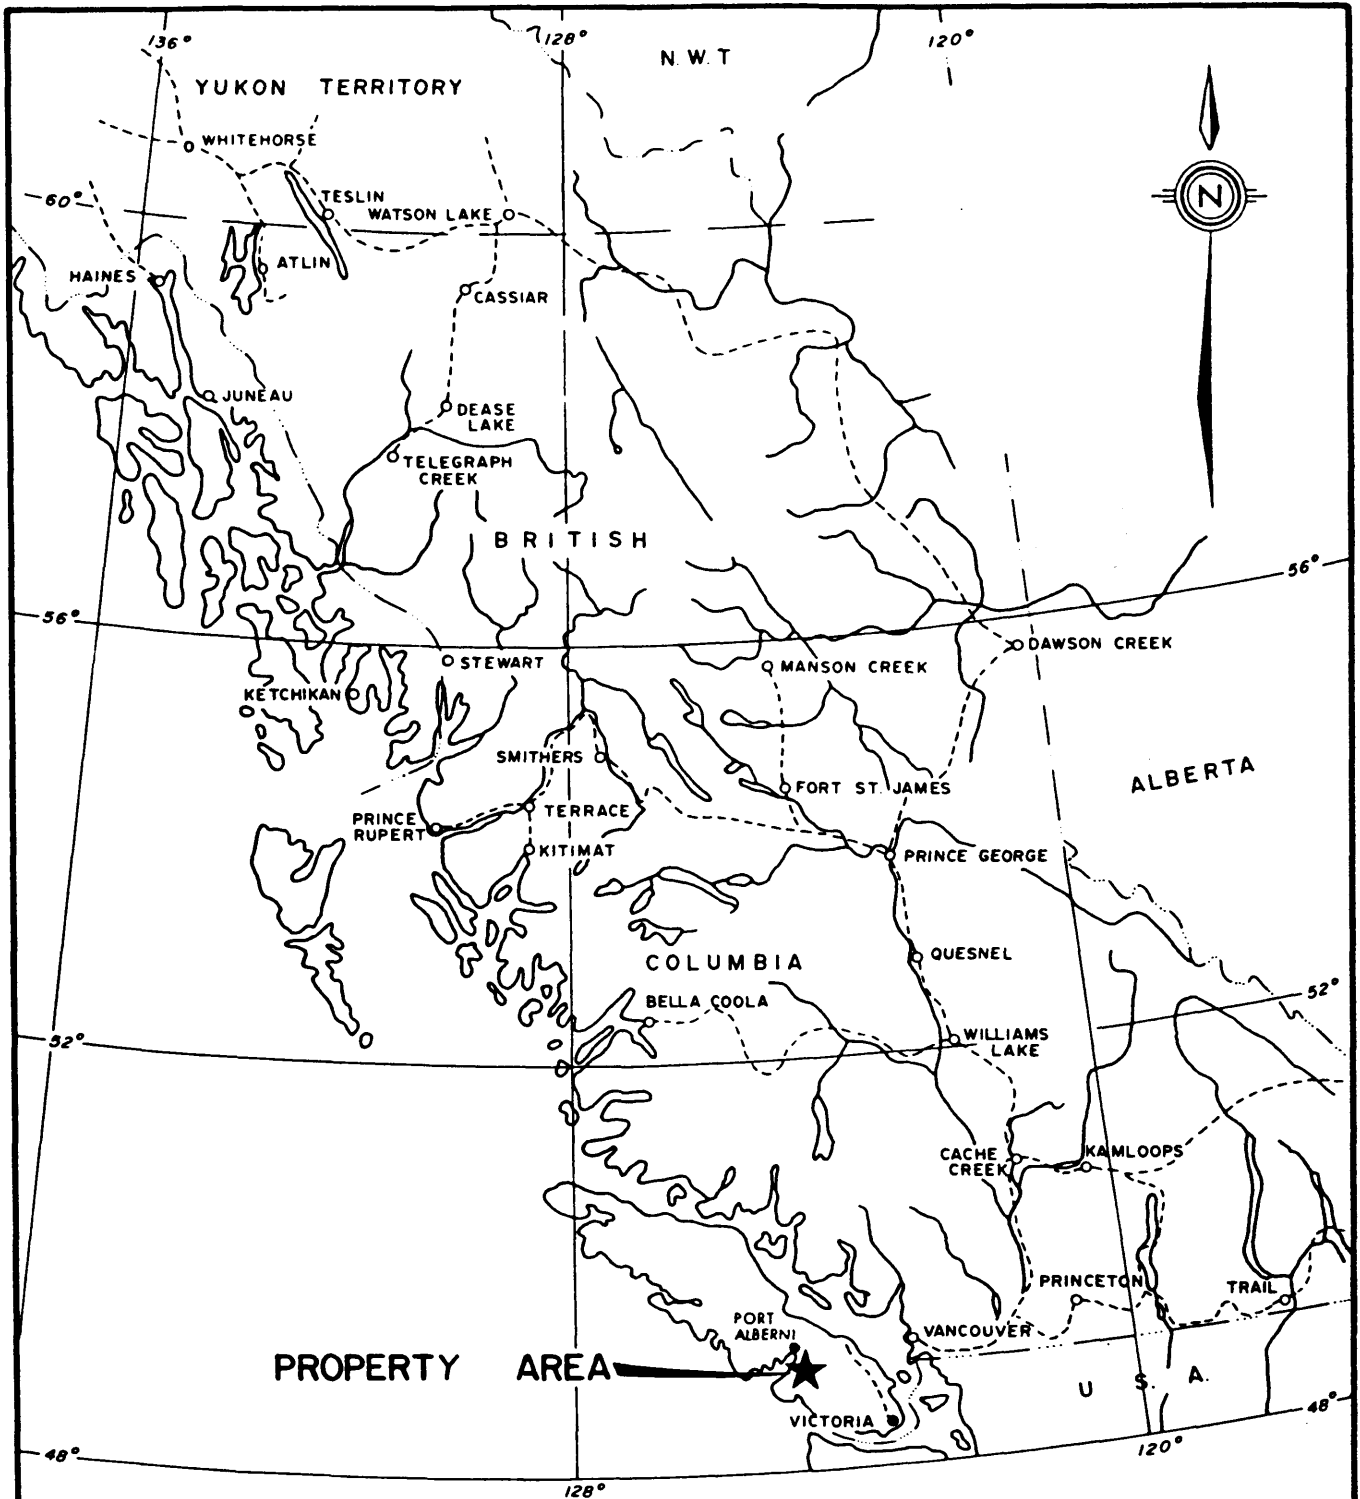 136°
128°
120°
N. W. T
YUKON TERRITORY
WHITEHORSE
60°
TESLIN
WATSON LAKE
N
ATLIN
HAINES
CASSIAR
JUNEAU
DEASE
LAKE
TELEGRAPH
CREEK
BRITISH
56°
56°
DAWSON CREEK
STEWART
MANSON CREEK
KETCHIKAN
SMITHERS
ALBERTA
FORT ST. JAMES
TERRACE
PRINCE
RUPERT
KITIMAT
PRINCE GEORGE
QUESNEL
COLUMBIA
52°
BELLA COOLA
WILLIAMS
LAKE
52°
CACHE
CREEK
KAMLOOPS
PRINCETON
TRAIL
PORT
ALBERNI
VANCOUVER
PROPERTY AREA
U. S. A.
48°
VICTORIA
48°
120°
128°